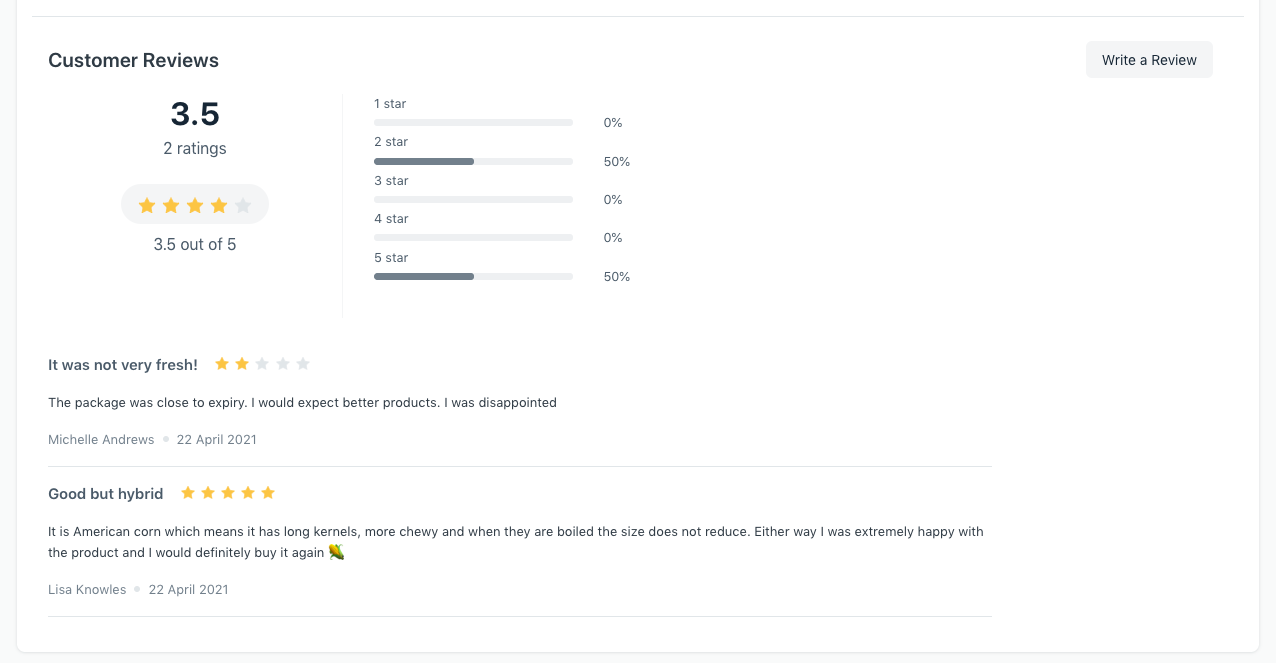 Customer Reviews
Write a Review
3.5
2 ratings
3.5 out of 5
1 star
0%
2 star
50%
3 star
0%
4 star
0%
5 star
50%
It was not very fresh!
The package was close to expiry. I would expect better products. I was disappointed
Michelle Andrews
22 April 2021
Good but hybrid
It is American corn which means it has long kernels, more chewy and when they are boiled the size does not reduce. Either way I was extremely happy with
the product and I would definitely buy it again 🌽
Lisa Knowles
22 April 2021